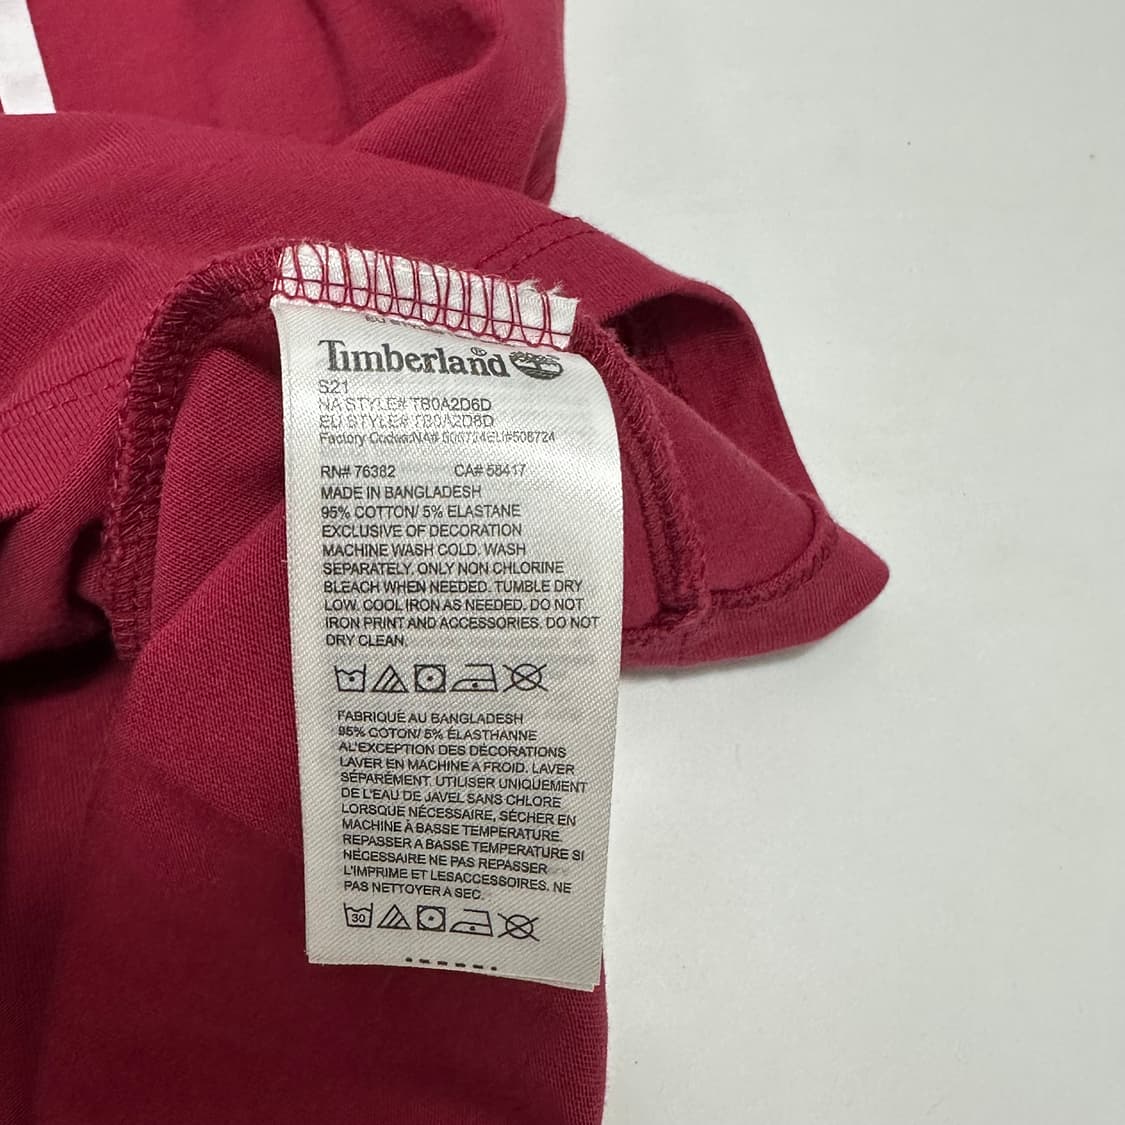 Timberland®
S21
NA STYLE# TB0A2D6D
EU STYLE# TB0A2D6D
Factory
RN# 76382 CA# 58417
MADE IN BANGLADESH
95% COTTON/ 5% ELASTANE
EXCLUSIVE OF DECORATION
MACHINE WASH COLD. WASH
SEPARATELY. ONLY NON CHLORINE
BLEACH WHEN NEEDED. TUMBLE DRY
LOW. COOL IRON AS NEEDED. DO NOT
IRON PRINT AND ACCESSORIES. DO NOT
DRY CLEAN.
FABRIQUÉ AU BANGLADESH
95% COTON/ 5% ÉLASTHANNE
AL'EXCEPTION DES DÉCORATIONS
LAVER EN MACHINE A FROID. LAVER
SÉPARÉMENT. UTILISER UNIQUEMENT
DE L'EAU DE JAVEL SANS CHLORE
LORSQUE NÉCESSAIRE, SÉCHER EN
MACHINE À BASSE TEMPERATURE.
REPASSER A BASSE TEMPERATURE SI
NÉCESSAIRE NE PAS REPASSER
L'IMPRIME ET LESACCESSOIRES. NE
PAS NETTOYER A SEC.
30